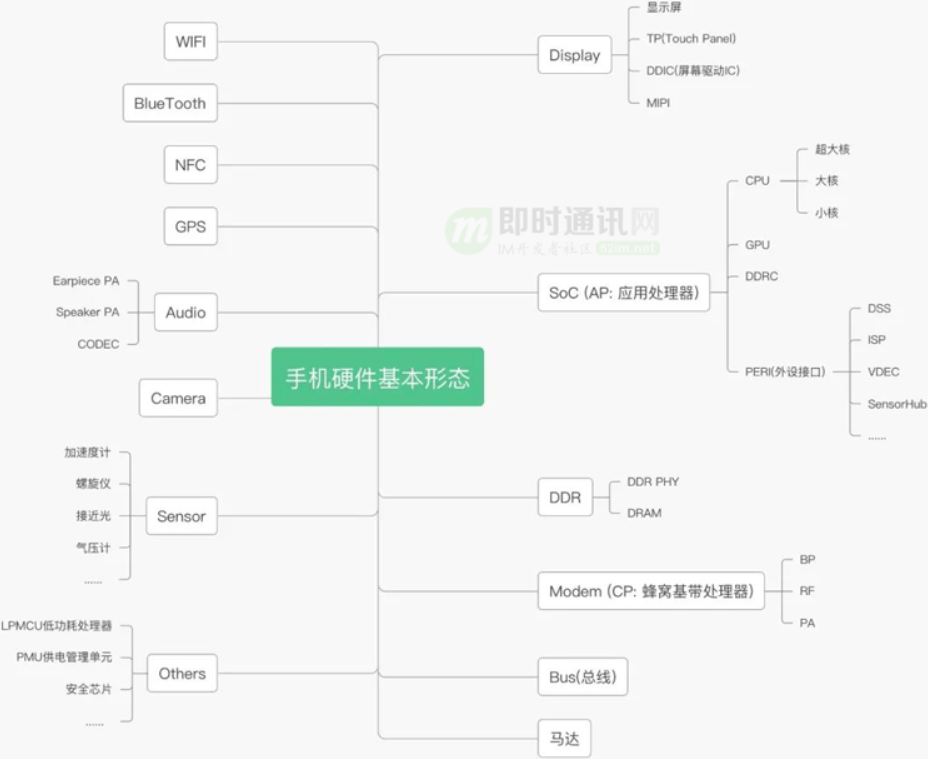 手机硬件基本形态
WIFI
BlueTooth
NFC
GPS
Audio
Earpiece PA
Speaker PA
CODEC
Camera
Sensor
加速度计
螺旋仪
接近光
气压计
......
Others
LPMCU低功耗处理器
PMU供电管理单元
安全芯片
......
Display
显示屏
TP(Touch Panel)
DDIC(屏幕驱动IC)
MIPI
即时通讯网
IM开发者社区 52im.net
SoC (AP: 应用处理器)
CPU
超大核
大核
小核
GPU
DDRC
PERI(外设接口)
DSS
ISP
VDEC
SensorHub
......
DDR
DDR PHY
DRAM
Modem (CP: 蜂窝基带处理器)
BP
RF
PA
Bus(总线)
马达